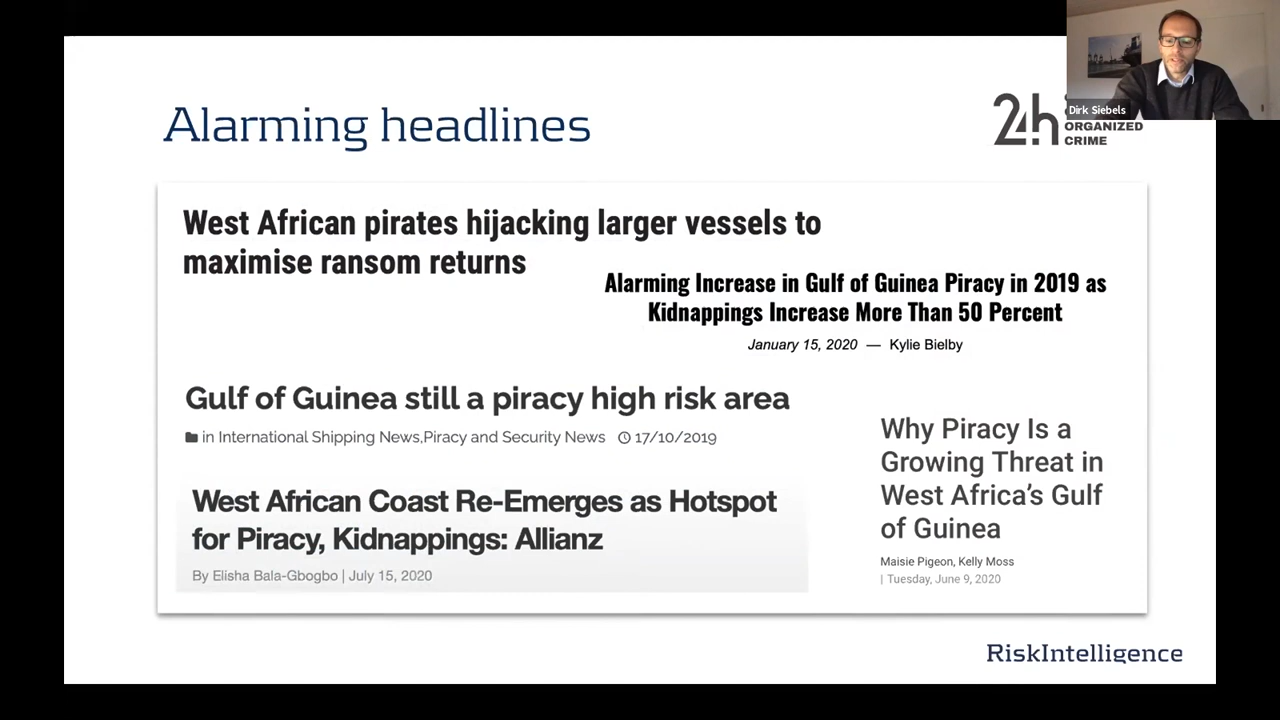 Dirk Siebels
Alarming headlines
24h
ORGANIZED
CRIME
West African pirates hijacking larger vessels to
maximise ransom returns
Alarming Increase in Gulf of Guinea Piracy in 2019 as
Kidnappings Increase More Than 50 Percent
January 15, 2020 — Kylie Bielby
Gulf of Guinea still a piracy high risk area
in International Shipping News,Piracy and Security News 17/10/2019
Why Piracy Is a
Growing Threat in
West Africa's Gulf
of Guinea
Maisie Pigeon, Kelly Moss
| Tuesday, June 9, 2020
West African Coast Re-Emerges as Hotspot
for Piracy, Kidnappings: Allianz
By Elisha Bala-Gbogbo | July 15, 2020
RiskIntelligence